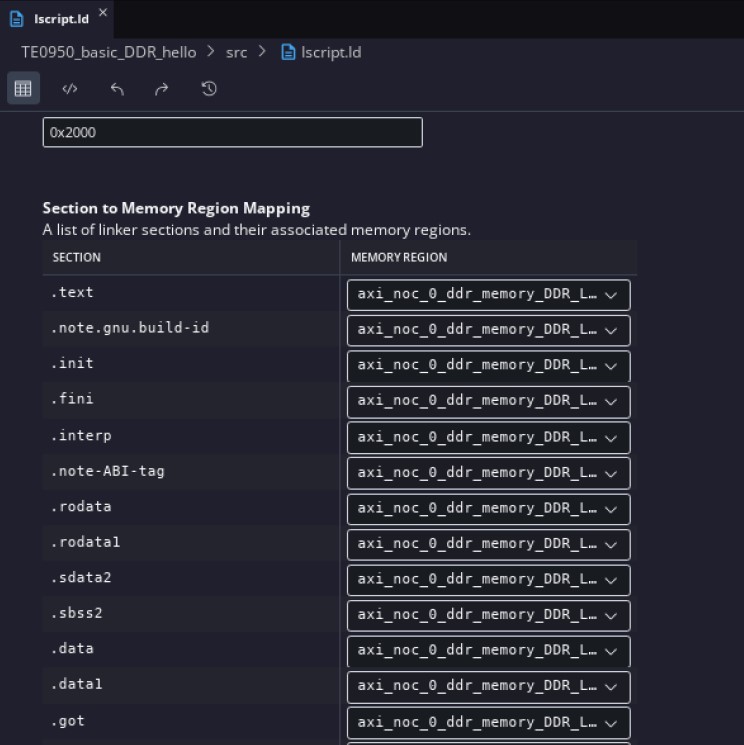 lscript.ld
TE0950_basic_DDR_hello > src > lscript.ld
0x2000
Section to Memory Region Mapping
A list of linker sections and their associated memory regions.
SECTION MEMORY REGION
.text axi_noc_0_ddr_memory_DDR_L…
.note.gnu.build-id axi_noc_0_ddr_memory_DDR_L…
.init axi_noc_0_ddr_memory_DDR_L…
.fini axi_noc_0_ddr_memory_DDR_L…
.interp axi_noc_0_ddr_memory_DDR_L…
.note-ABI-tag axi_noc_0_ddr_memory_DDR_L…
.rodata axi_noc_0_ddr_memory_DDR_L…
.rodata1 axi_noc_0_ddr_memory_DDR_L…
.sdata2 axi_noc_0_ddr_memory_DDR_L…
.sbss2 axi_noc_0_ddr_memory_DDR_L…
.data axi_noc_0_ddr_memory_DDR_L…
.data1 axi_noc_0_ddr_memory_DDR_L…
.got axi_noc_0_ddr_memory_DDR_L…